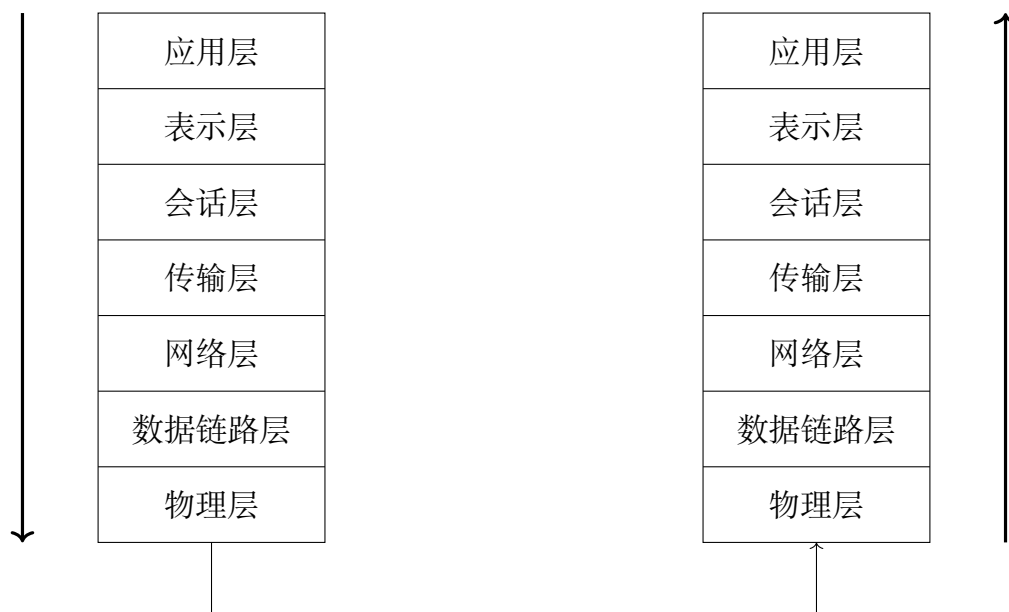 应用层
表示层
会话层
传输层
网络层
数据链路层
物理层
应用层
表示层
会话层
传输层
网络层
数据链路层
物理层